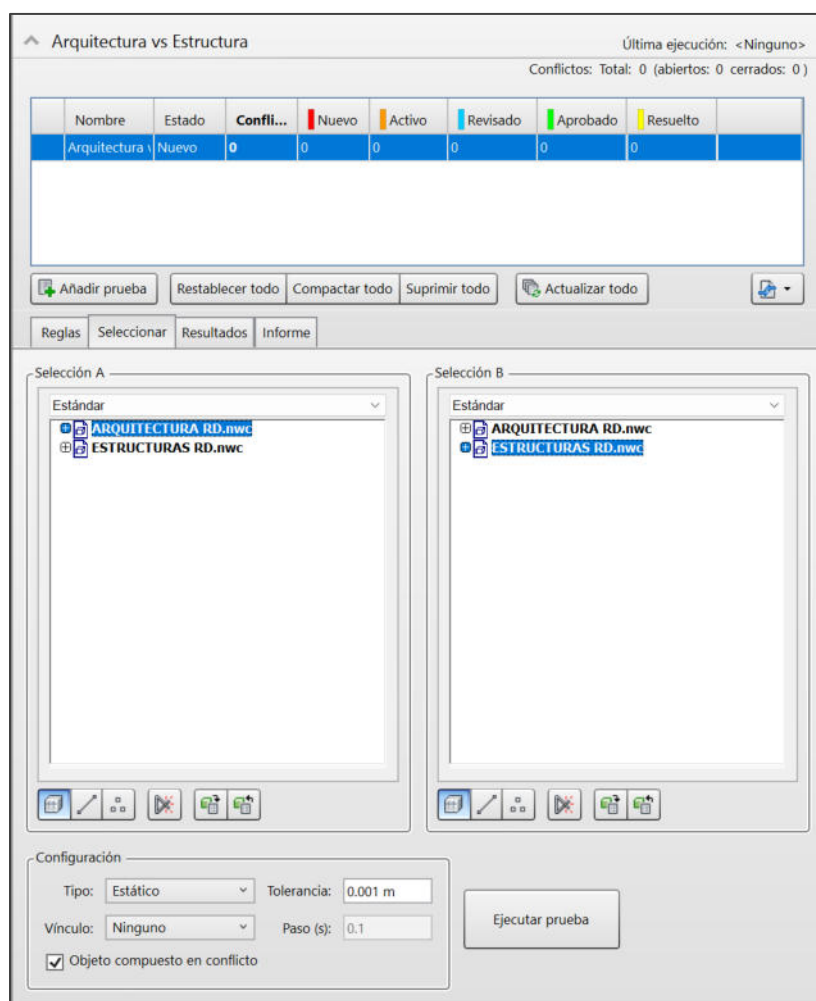 Arquitectura vs Estructura
Última ejecución: <Ninguno>
Conflictos: Total: 0 (abiertos: 0 cerrados: 0 )
Nombre Estado Confli... Nuevo Activo Revisado Aprobado Resuelto
Arquitectura v Nuevo 0 0 0 0 0 0
Añadir prueba Restablecer todo Compactar todo Suprimir todo Actualizar todo
Reglas Seleccionar Resultados Informe
Selección A
Estándar
ARQUITECTURA RD.nwc
ESTRUCTURAS RD.nwc
Selección B
Estándar
ARQUITECTURA RD.nwc
ESTRUCTURAS RD.nwc
Configuración
Tipo: Estático Tolerancia: 0.001 m
Vínculo: Ninguno Paso (s): 0.1
Objeto compuesto en conflicto
Ejecutar prueba